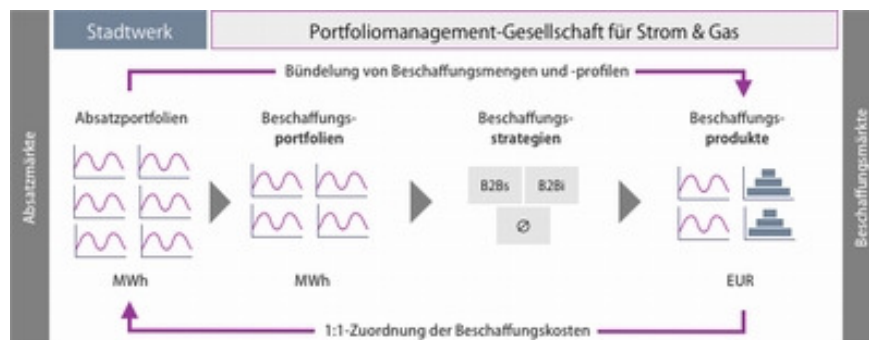 Stadtwerk
Portfoliomanagement-Gesellschaft für Strom & Gas
Bündelung von Beschaffungsmengen und -profilen
Absatzmärkte
Absatzportfolien
MWh
Beschaffungs-
portfolien
MWh
Beschaffungs-
strategien
B2Bs
B2Bi
Ø
Beschaffungs-
produkte
EUR
Beschaffungsmärkte
1:1-Zuordnung der Beschaffungskosten